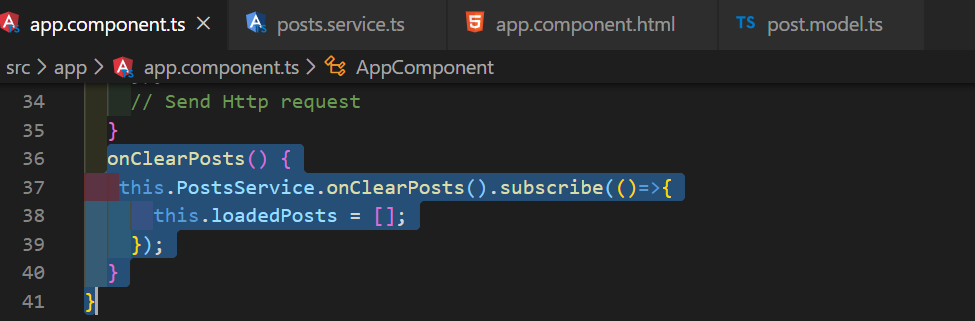 app.component.ts
posts.service.ts
app.component.html
TS post.model.ts
src > app > app.component.ts > AppComponent
34 // Send Http request
35 }
36 onClearPosts() {
37 this.PostsService.onClearPosts().subscribe(()=>{
38 this.loadedPosts = [];
39 });
40 }
41 }